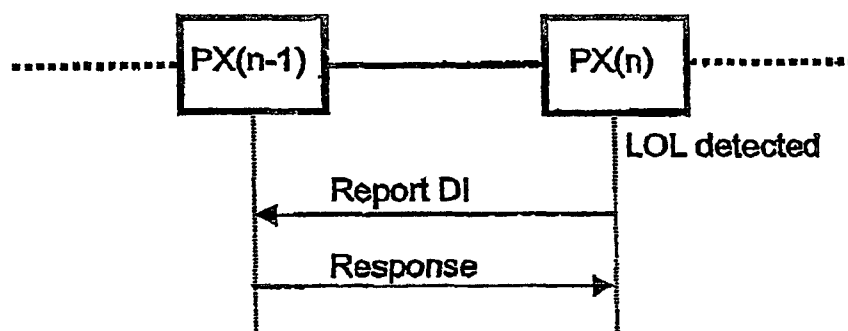 PX(n-1)
PX(n)
LOL detected
Report DI
Response